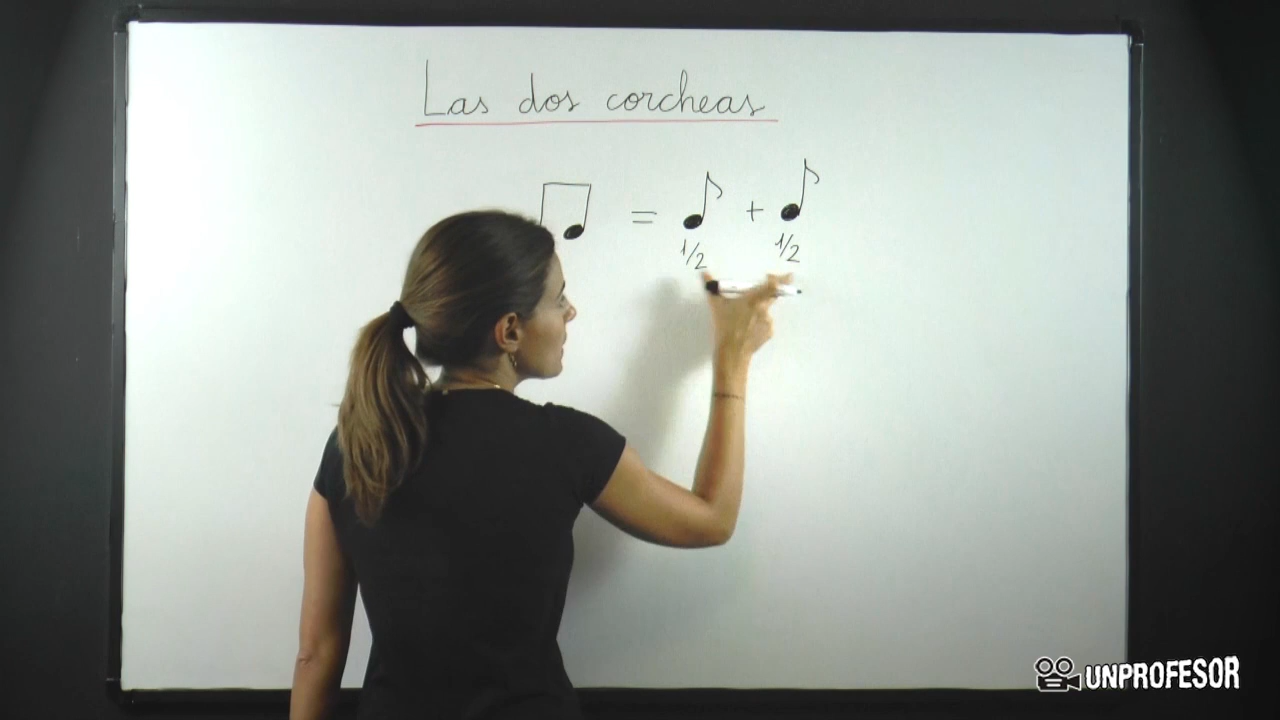 Las dos corcheas
= +
1/2 1/2
UNPROFESOR